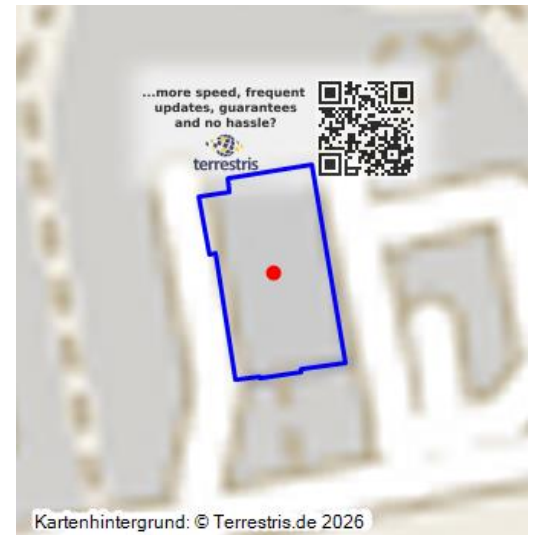 ...more speed, frequent
updates, guarantees
and no hassle?
terrestris
Kartenhintergrund: © Terrestris.de 2026